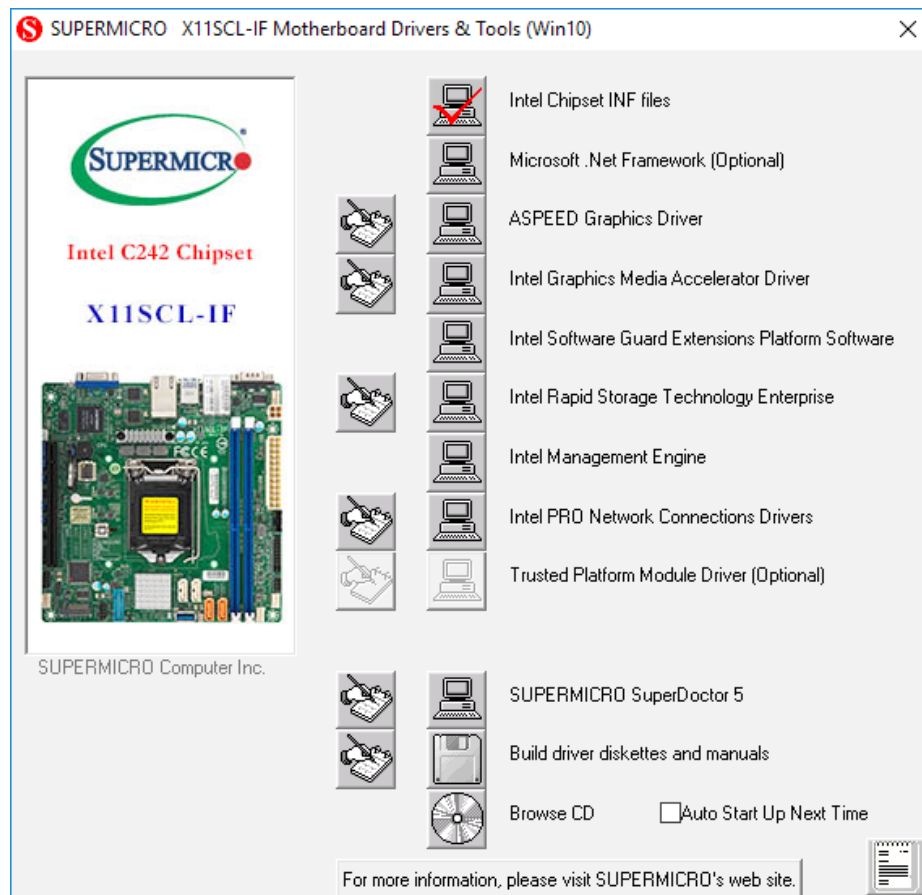 SUPERMICRO X11SCL-IF Motherboard Drivers & Tools (Win10)
SUPERMICR
Intel C242 Chipset
X11SCL-IF
SUPERMICRO Computer Inc.
Intel Chipset INF files
Microsoft .Net Framework (Optional)
ASPEED Graphics Driver
Intel Graphics Media Accelerator Driver
Intel Software Guard Extensions Platform Software
Intel Rapid Storage Technology Enterprise
Intel Management Engine
Intel PRO Network Connections Drivers
Trusted Platform Module Driver (Optional)
SUPERMICRO SuperDoctor 5
Build driver diskettes and manuals
Browse CD
Auto Start Up Next Time
For more information, please visit SUPERMICRO's web site.